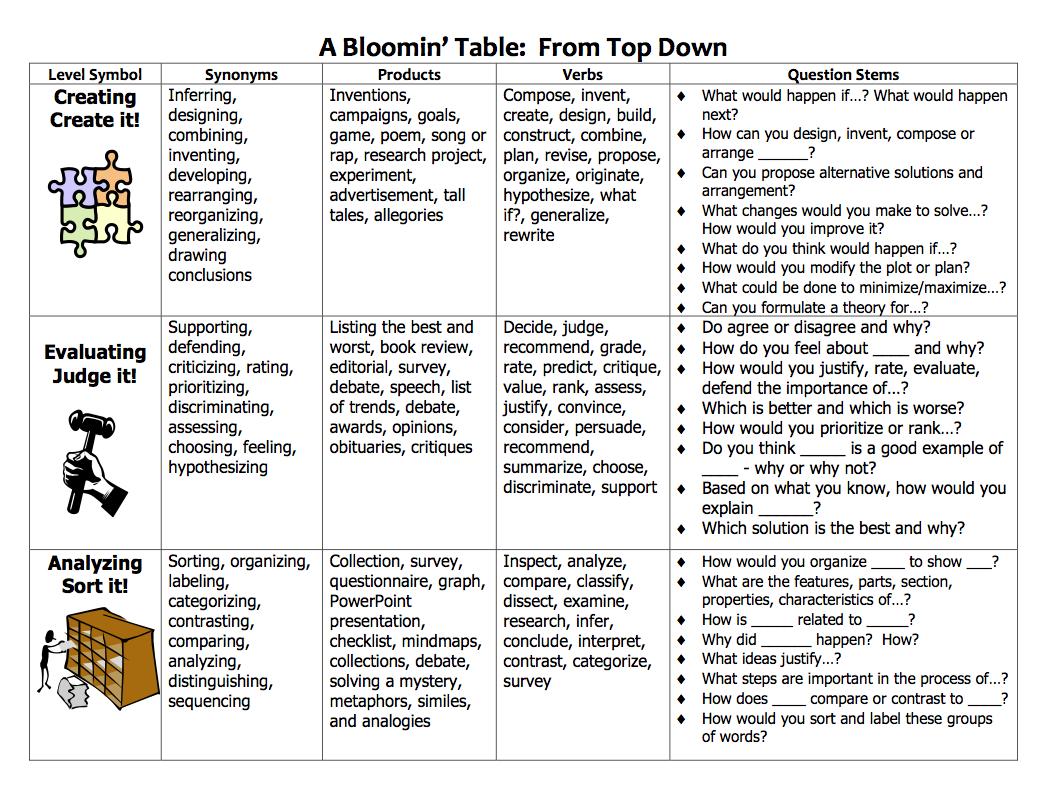 A Bloomin’ Table:  From Top Down
Level Symbol
Synonyms
Products
Verbs
Question Stems
Creating
Create it!
Inferring,
designing,
combining,
inventing,
developing,
rearranging,
reorganizing,
generalizing,
drawing
conclusions
Inventions,
campaigns, goals,
game, poem, song or
rap, research project,
experiment,
advertisement, tall
tales, allegories
Compose, invent,
create, design, build,
construct, combine,
plan, revise, propose,
organize, originate,
hypothesize, what
if?, generalize,
rewrite
♦ What would happen if…? What would happen
next?
♦ How can you design, invent, compose or
arrange ______?
♦ Can you propose alternative solutions and
arrangement?
♦ What changes would you make to solve…?
How would you improve it?
♦ What do you think would happen if…?
♦ How would you modify the plot or plan?
♦ What could be done to minimize/maximize…?
♦ Can you formulate a theory for…?
Evaluating
Judge it!
Supporting,
defending,
criticizing, rating,
prioritizing,
discriminating,
assessing,
choosing, feeling,
hypothesizing
Listing the best and
worst, book review,
editorial, survey,
debate, speech, list
of trends, debate,
awards, opinions,
obituaries, critiques
Decide, judge,
recommend, grade,
rate, predict, critique,
value, rank, assess,
justify, convince,
consider, persuade,
recommend,
summarize, choose,
discriminate, support
♦ Do agree or disagree and why?
♦ How do you feel about ____ and why?
♦ How would you justify, rate, evaluate,
defend the importance of…?
♦ Which is better and which is worse?
♦ How would you prioritize or rank…?
♦ Do you think _____ is a good example of
____ - why or why not?
♦ Based on what you know, how would you
explain ______?
♦ Which solution is the best and why?
Analyzing
Sort it!
Sorting, organizing,
labeling,
categorizing,
contrasting,
comparing,
analyzing,
distinguishing,
sequencing
Collection, survey,
questionnaire, graph,
PowerPoint
presentation,
checklist, mindmaps,
collections, debate,
solving a mystery,
metaphors, similes,
and analogies
Inspect, analyze,
compare, classify,
dissect, examine,
research, infer,
conclude, interpret,
contrast, categorize,
survey
♦ How would you organize ____ to show ___?
♦ What are the features, parts, section,
properties, characteristics of…?
♦ How is _____ related to _____?
♦ Why did ______ happen?  How?
♦ What ideas justify…?
♦ What steps are important in the process of…?
♦ How does ____ compare or contrast to ____?
♦ How would you sort and label these groups
of words?